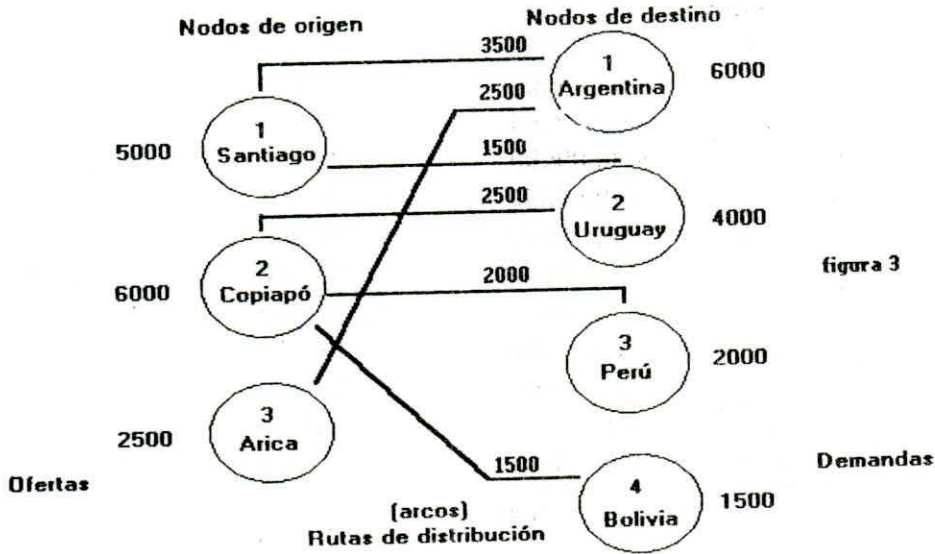 Nodos de origen
Nodos de destino
3500
1
Argentina
6000
2500
1
Santiago
5000
1500
2500
2
Uruguay
4000
figura 3
2
Copiapó
6000
2000
3
Perú
2000
3
Arica
2500
Ofertas
1500
Demandas
4
Bolivia
1500
(arcos)
Rutas de distribución